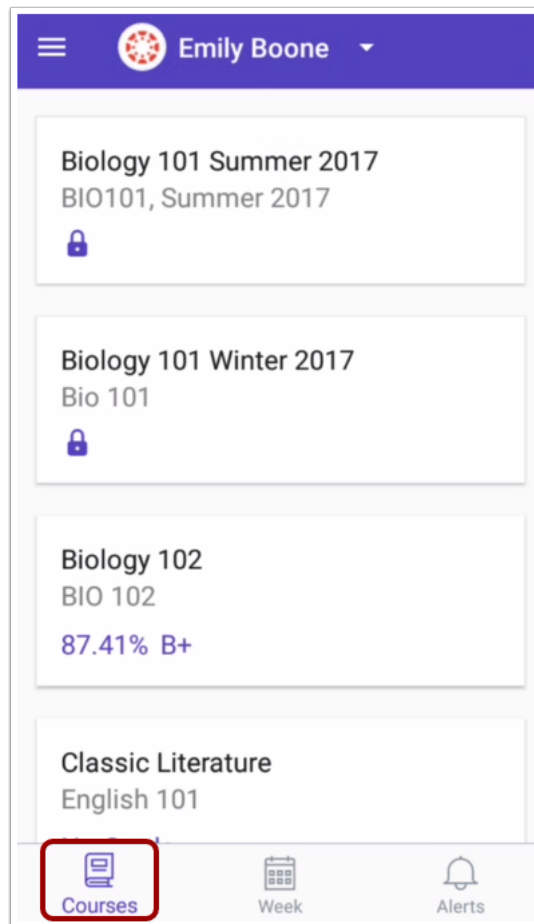 Emily Boone
Biology 101 Summer 2017
BIO101, Summer 2017
Biology 101 Winter 2017
Bio 101
Biology 102
BIO 102
87.41% B+
Classic Literature
English 101
Courses
Week
Alerts